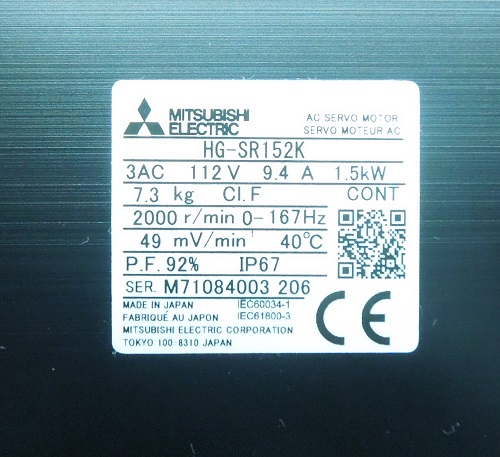 MITSUBISHI
ELECTRIC
AC SERVO MOTOR
SERVO MOTEUR AC
HG-SR152K
3AC 112 V 9.4 A 1.5kW
7.3 kg Cl.F CONT
2000 r/min 0-167Hz
49 mV/min⁻¹ 40℃
P.F. 92% IP67
SER. M71084003 206
MADE IN JAPAN IEC60034-1
FABRIQUÉ AU JAPON IEC61800-3
MITSUBISHI ELECTRIC CORPORATION
TOKYO 100-8310 JAPAN
CE